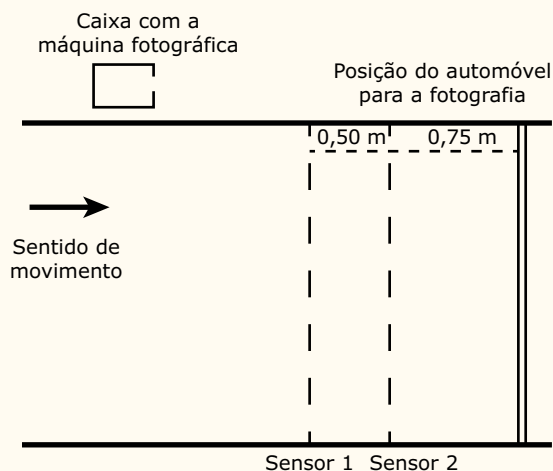 Caixa com a
máquina fotográfica
Posição do automóvel
para a fotografia
0,50 m
0,75 m
Sentido de
movimento
Sensor 1
Sensor 2